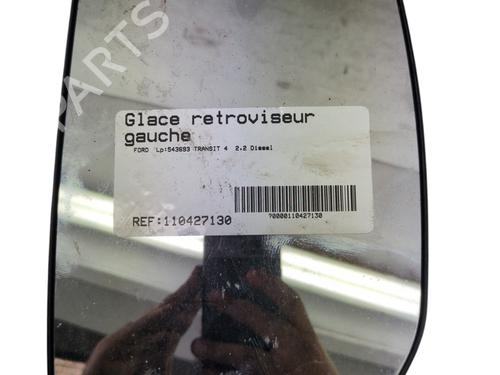 PARTS
Glace retroviseur
gauche
FORD Lp:543693 TRANSIT 4 2.2 Diesel
REF:110427130
70000110427130